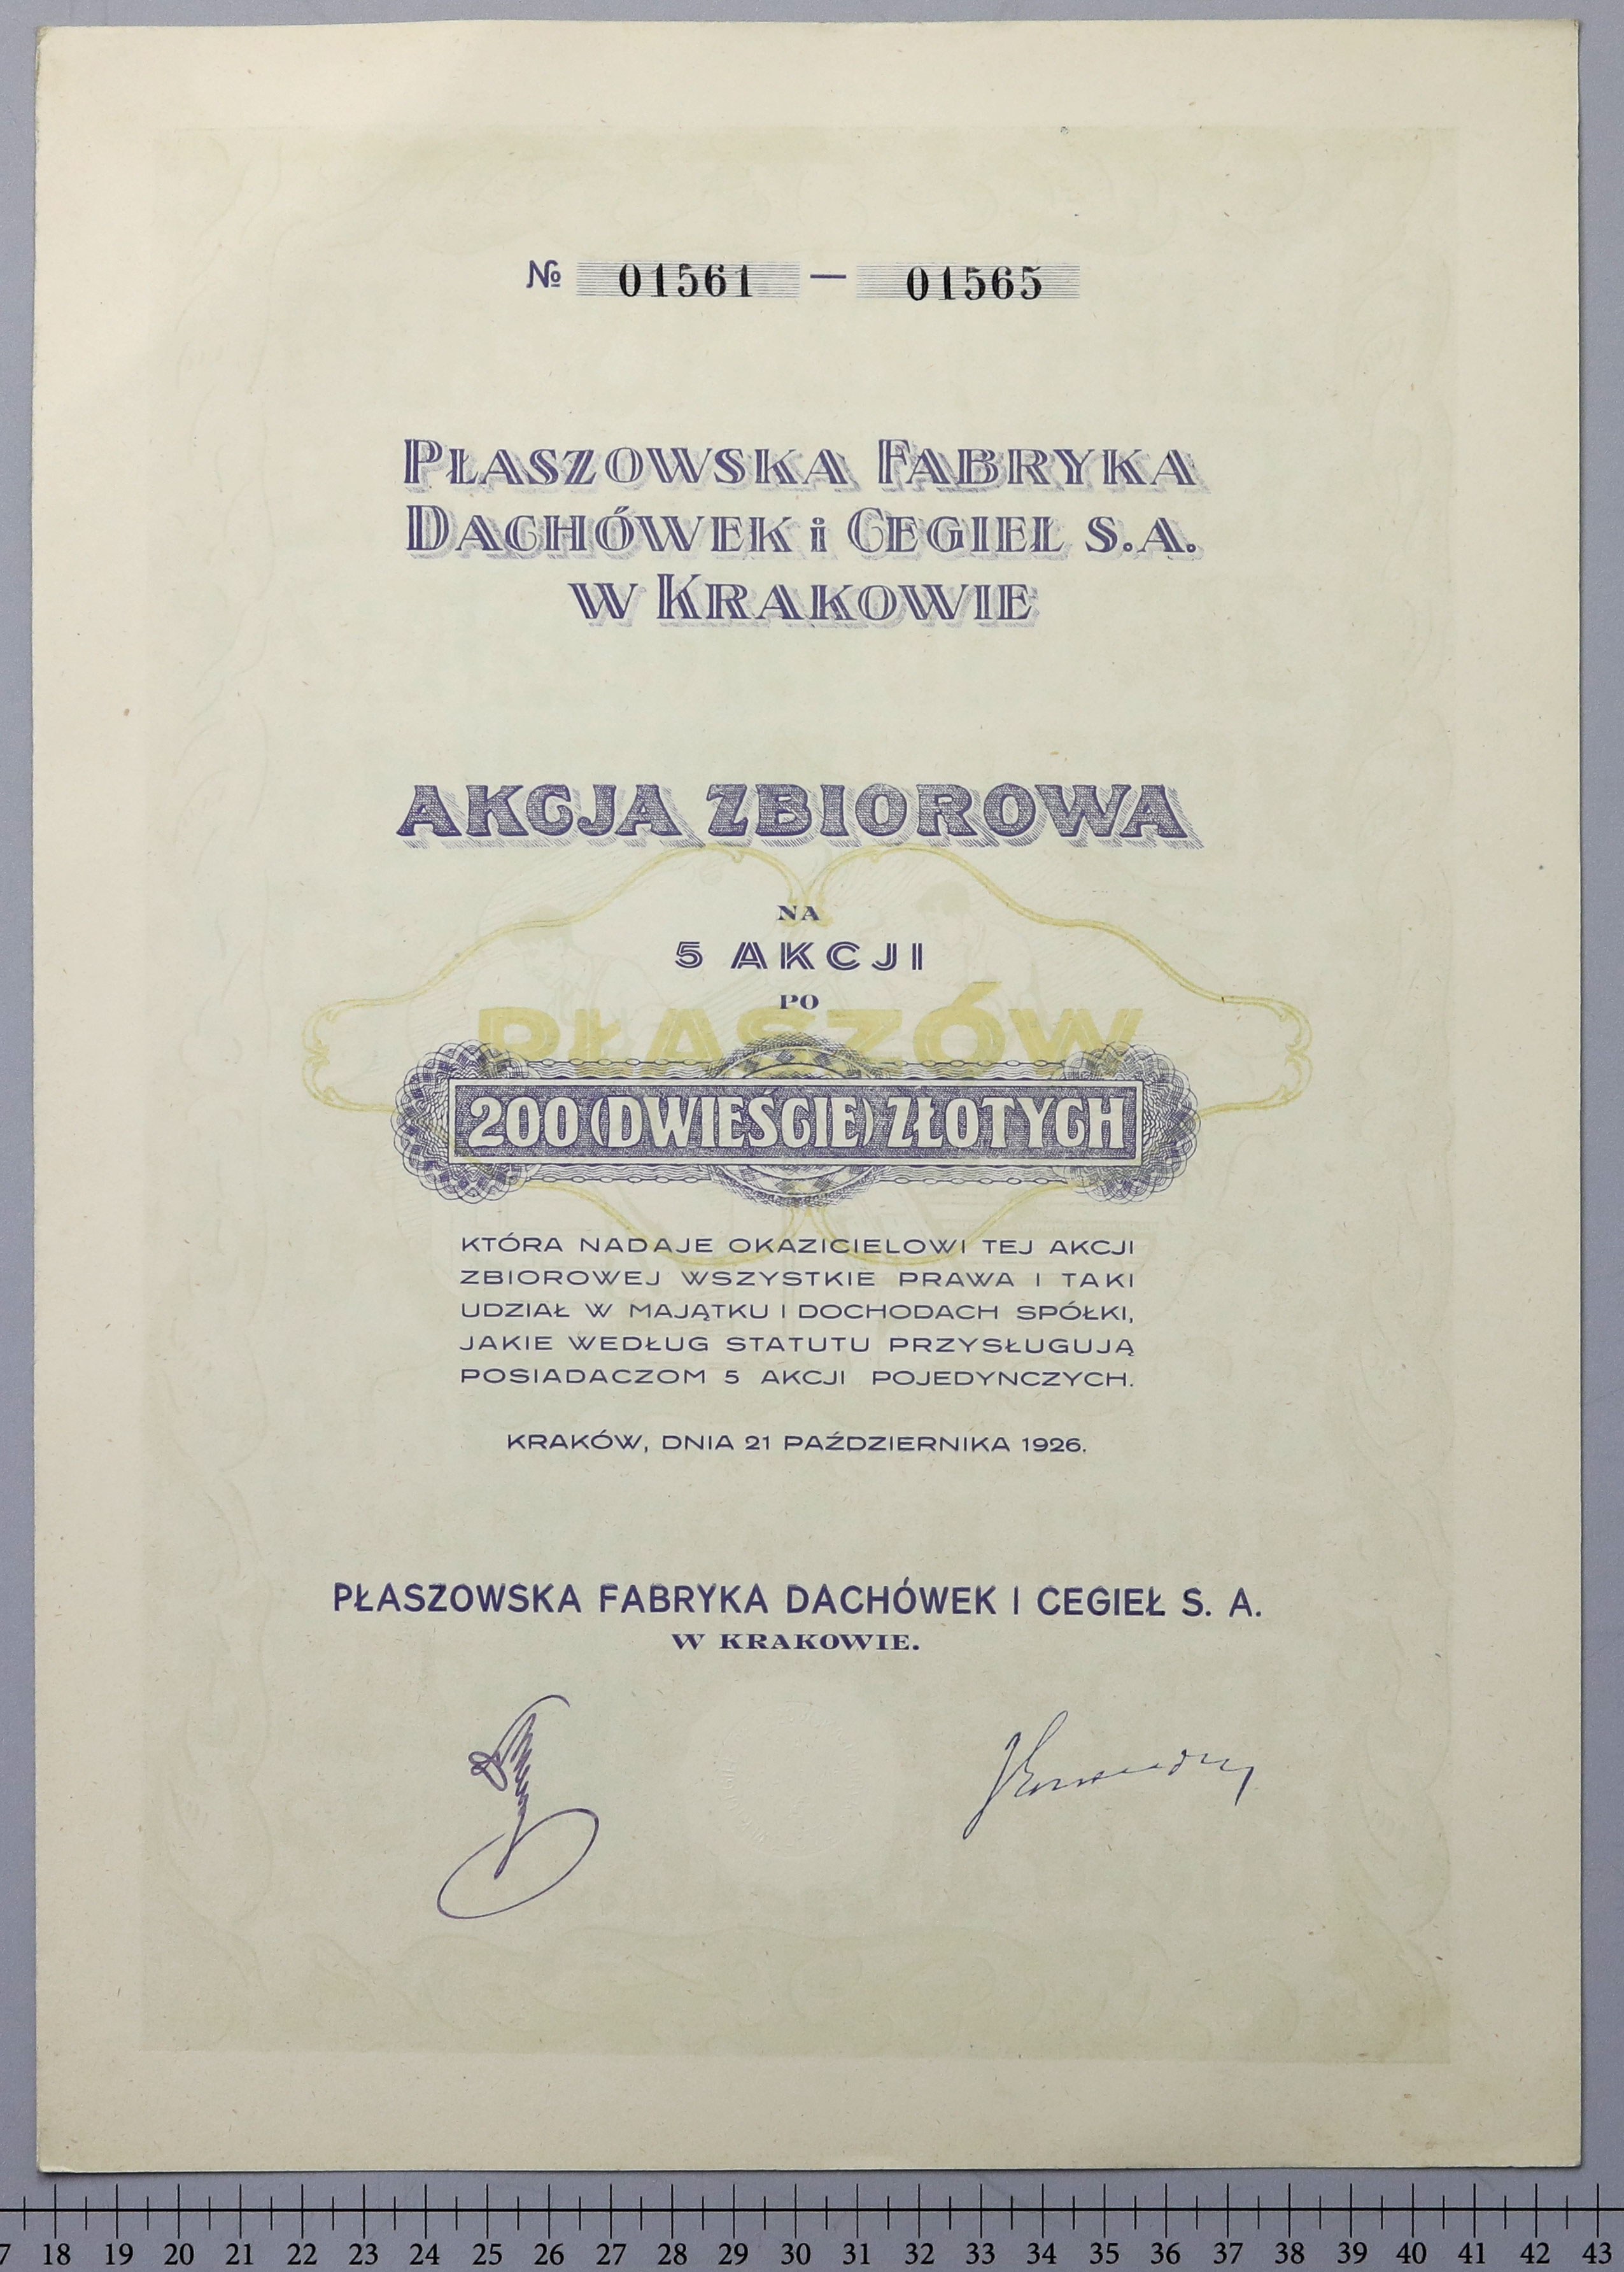 № 01561 — 01565
PŁASZOWSKA FABRYKA
DACHÓWEK i CEGIEŁ S.A.
W KRAKOWIE
AKCJA ZBIOROWA
NA
5 AKCJI
PO
PŁASZÓW
200 (DWIEŚCIE) ZŁOTYCH
KTÓRA NADAJE OKAZICIELOWI TEJ AKCJI
ZBIOROWEJ WSZYSTKIE PRAWA I TAKI
UDZIAŁ W MAJĄTKU I DOCHODACH SPÓŁKI,
JAKIE WEDŁUG STATUTU PRZYSŁUGUJĄ
POSIADACZOM 5 AKCJI POJEDYNCZYCH.
KRAKÓW, DNIA 21 PAŹDZIERNIKA 1926.
PŁASZOWSKA FABRYKA DACHÓWEK I CEGIEŁ S. A.
W KRAKOWIE.
18 19 20 21 22 23 24 25 26 27 28 29 30 31 32 33 34 35 36 37 38 39 40 41 42 43